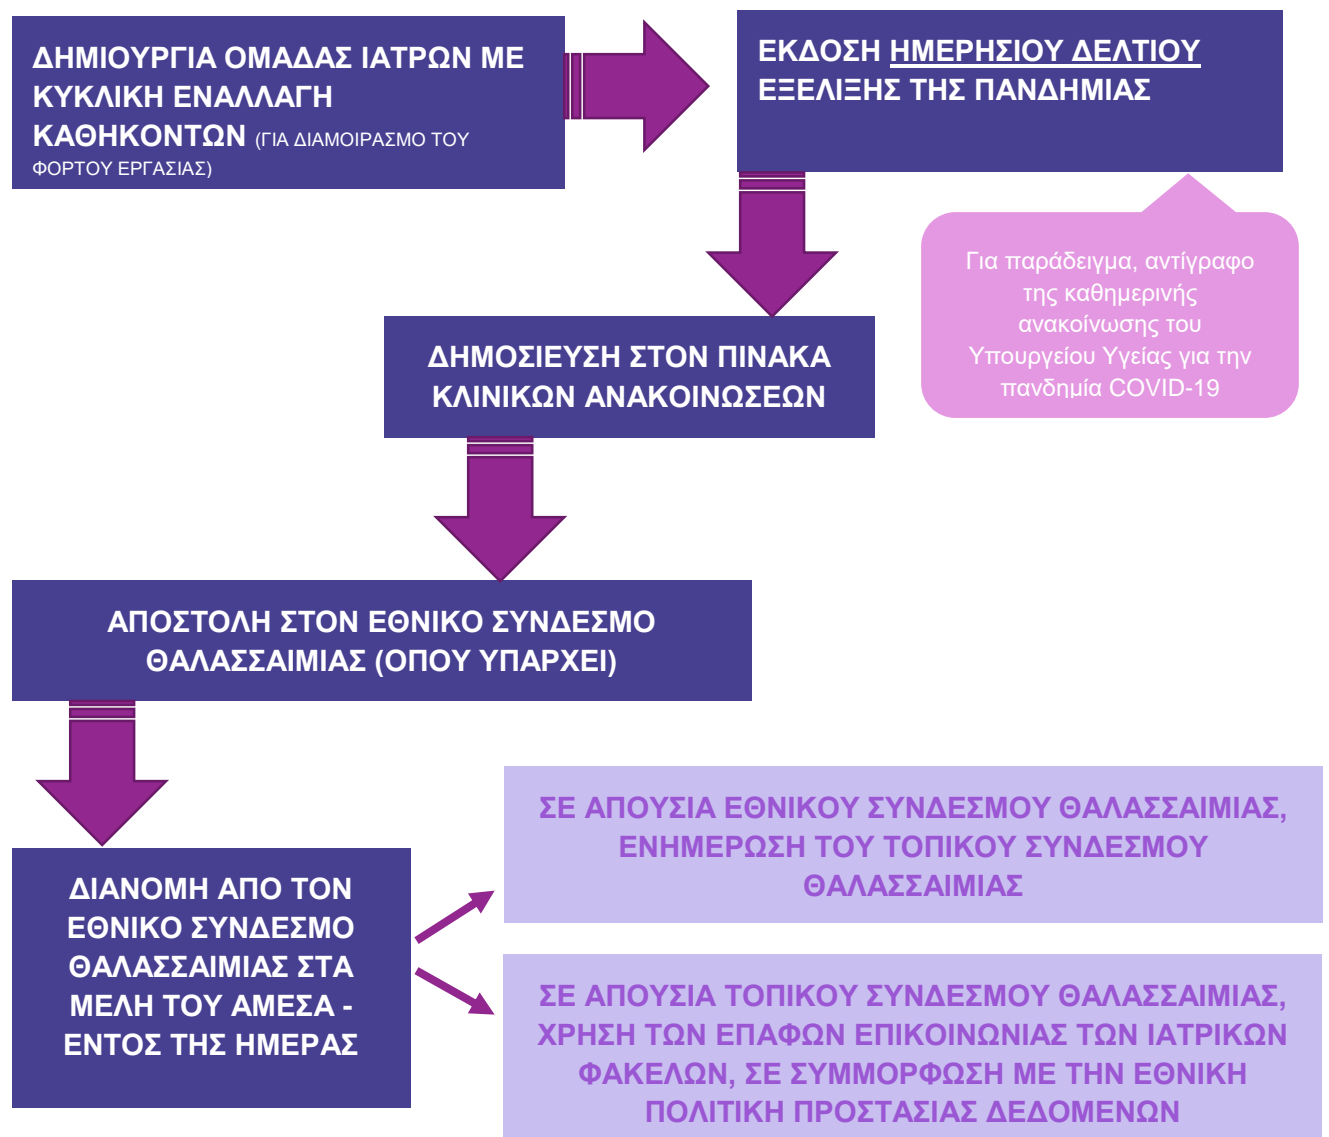 ΔΗΜΙΟΥΡΓΙΑ ΟΜΑΔΑΣ ΙΑΤΡΩΝ ΜΕ
ΚΥΚΛΙΚΗ ΕΝΑΛΛΑΓΗ
ΚΑΘΗΚΟΝΤΩΝ (ΓΙΑ ΔΙΑΜΟΙΡΑΣΜΟ ΤΟΥ
ΦΟΡΤΟΥ ΕΡΓΑΣΙΑΣ)
ΕΚΔΟΣΗ ΗΜΕΡΗΣΙΟΥ ΔΕΛΤΙΟΥ
ΕΞΕΛΙΞΗΣ ΤΗΣ ΠΑΝΔΗΜΙΑΣ
Για παράδειγμα, αντίγραφο
της καθημερινής
ανακοίνωσης του
Υπουργείου Υγείας για την
πανδημία COVID-19
ΔΗΜΟΣΙΕΥΣΗ ΣΤΟΝ ΠΙΝΑΚΑ
ΚΛΙΝΙΚΩΝ ΑΝΑΚΟΙΝΩΣΕΩΝ
ΑΠΟΣΤΟΛΗ ΣΤΟΝ ΕΘΝΙΚΟ ΣΥΝΔΕΣΜΟ
ΘΑΛΑΣΣΑΙΜΙΑΣ (ΟΠΟΥ ΥΠΑΡΧΕΙ)
ΔΙΑΝΟΜΗ ΑΠΟ ΤΟΝ
ΕΘΝΙΚΟ ΣΥΝΔΕΣΜΟ
ΘΑΛΑΣΣΑΙΜΙΑΣ ΣΤΑ
ΜΕΛΗ ΤΟΥ ΑΜΕΣΑ -
ΕΝΤΟΣ ΤΗΣ ΗΜΕΡΑΣ
ΣΕ ΑΠΟΥΣΙΑ ΕΘΝΙΚΟΥ ΣΥΝΔΕΣΜΟΥ ΘΑΛΑΣΣΑΙΜΙΑΣ,
ΕΝΗΜΕΡΩΣΗ ΤΟΥ ΤΟΠΙΚΟΥ ΣΥΝΔΕΣΜΟΥ
ΘΑΛΑΣΣΑΙΜΙΑΣ
ΣΕ ΑΠΟΥΣΙΑ ΤΟΠΙΚΟΥ ΣΥΝΔΕΣΜΟΥ ΘΑΛΑΣΣΑΙΜΙΑΣ,
ΧΡΗΣΗ ΤΩΝ ΕΠΑΦΩΝ ΕΠΙΚΟΙΝΩΝΙΑΣ ΤΩΝ ΙΑΤΡΙΚΩΝ
ΦΑΚΕΛΩΝ, ΣΕ ΣΥΜΜΟΡΦΩΣΗ ΜΕ ΤΗΝ ΕΘΝΙΚΗ
ΠΟΛΙΤΙΚΗ ΠΡΟΣΤΑΣΙΑΣ ΔΕΔΟΜΕΝΩΝ